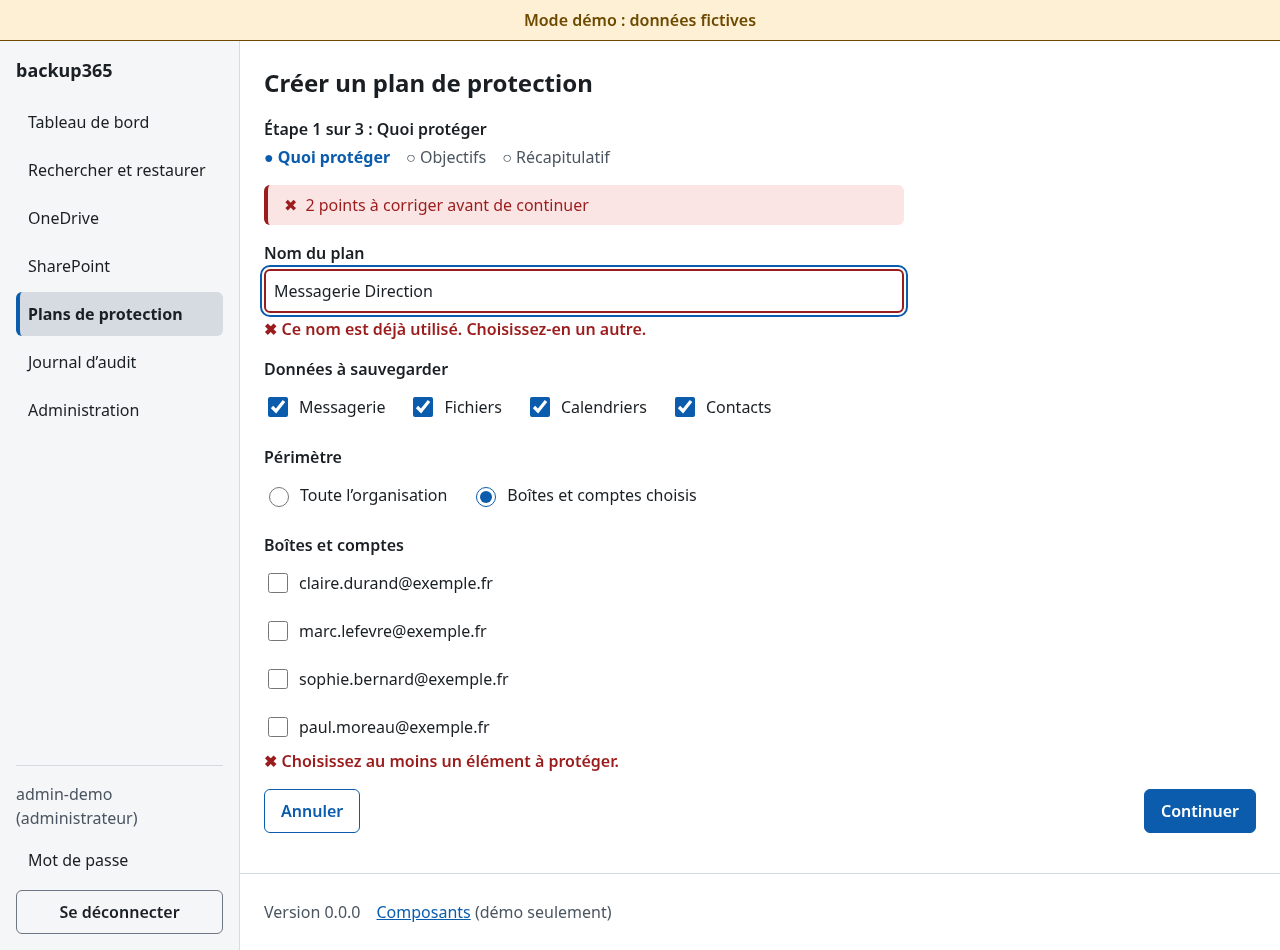 Mode démo : données fictives
backup365
Tableau de bord
Rechercher et restaurer
OneDrive
SharePoint
Plans de protection
Journal d’audit
Administration
admin-demo
(administrateur)
Mot de passe
Se déconnecter
Créer un plan de protection
Étape 1 sur 3 : Quoi protéger
● Quoi protéger ○ Objectifs ○ Récapitulatif
✖ 2 points à corriger avant de continuer
Nom du plan
Messagerie Direction
✖ Ce nom est déjà utilisé. Choisissez-en un autre.
Données à sauvegarder
Messagerie Fichiers Calendriers Contacts
Périmètre
Toute l’organisation Boîtes et comptes choisis
Boîtes et comptes
claire.durand@exemple.fr
marc.lefevre@exemple.fr
sophie.bernard@exemple.fr
paul.moreau@exemple.fr
✖ Choisissez au moins un élément à protéger.
Annuler Continuer
Version 0.0.0 Composants (démo seulement)